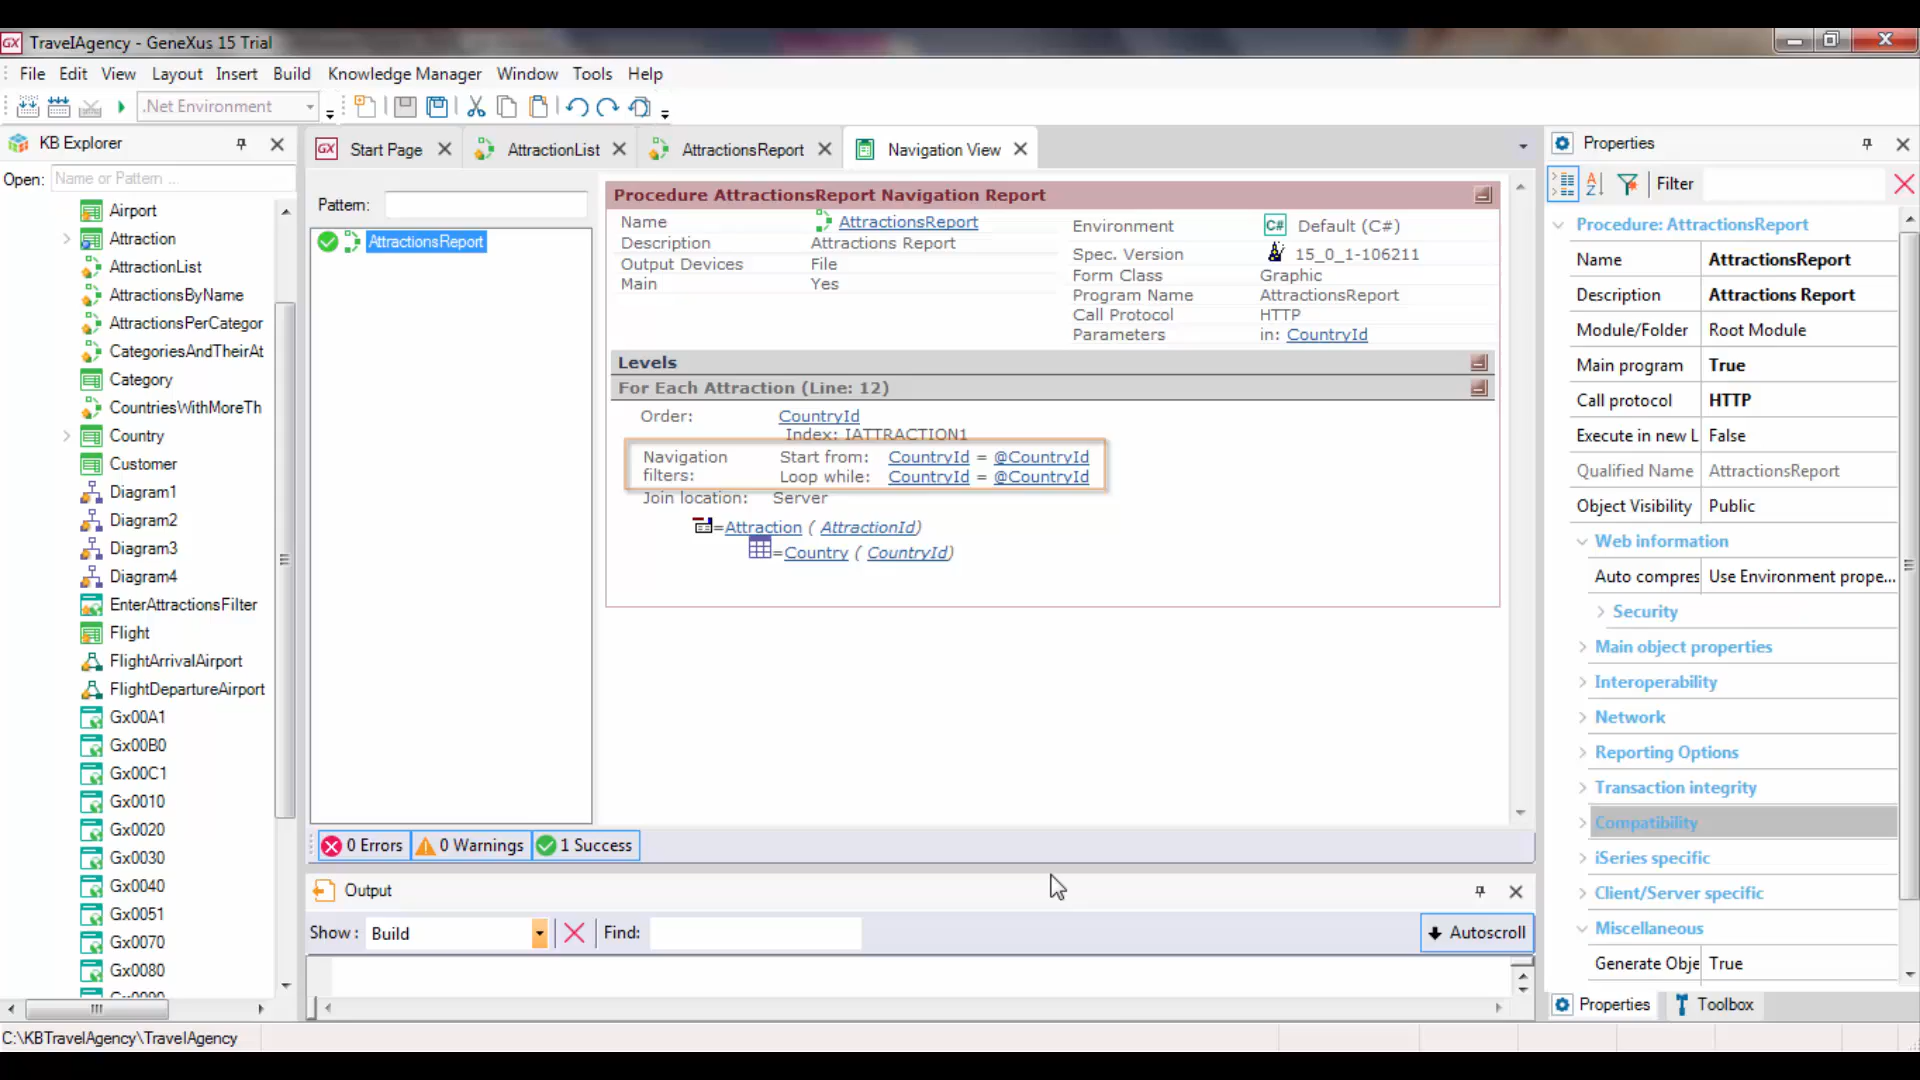 GX TravelAgency - GeneXus 15 Trial
File Edit View Layout Insert Build Knowledge Manager Window Tools Help
.Net Environment
KB Explorer
Open: Name or Pattern ...
Airport
Attraction
AttractionList
AttractionsByName
AttractionsPerCategor
CategoriesAndTheirAt
Category
CountriesWithMoreTh
Country
Customer
Diagram1
Diagram2
Diagram3
Diagram4
EnterAttractionsFilter
Flight
FlightArrivalAirport
FlightDepartureAirport
Gx00A1
Gx00B0
Gx00C1
Gx0010
Gx0020
Gx0030
Gx0040
Gx0051
Gx0070
Gx0080
Gx0090
GX Start Page AttractionList AttractionsReport Navigation View
Pattern:
AttractionsReport
Procedure AttractionsReport Navigation Report
Name AttractionsReport
Description Attractions Report
Output Devices File
Main Yes
Environment C# Default (C#)
Spec. Version 15_0_1-106211
Form Class Graphic
Program Name AttractionsReport
Call Protocol HTTP
Parameters in: CountryId
Levels
For Each Attraction (Line: 12)
Order: CountryId
Index: IATTRACTION1
Navigation filters: Start from: CountryId = @CountryId
Loop while: CountryId = @CountryId
Join location: Server
=Attraction ( AttractionId)
=Country ( CountryId)
0 Errors 0 Warnings 1 Success
Output
Show: Build Find: Autoscroll
Properties
Filter
Procedure: AttractionsReport
Name AttractionsReport
Description Attractions Report
Module/Folder Root Module
Main program True
Call protocol HTTP
Execute in new L False
Qualified Name AttractionsReport
Object Visibility Public
Web information
Auto compres Use Environment prope...
Security
Main object properties
Interoperability
Network
Reporting Options
Transaction integrity
Compatibility
iSeries specific
Client/Server specific
Miscellaneous
Generate Obje True
Properties Toolbox
C:\KBTravelAgency\TravelAgency